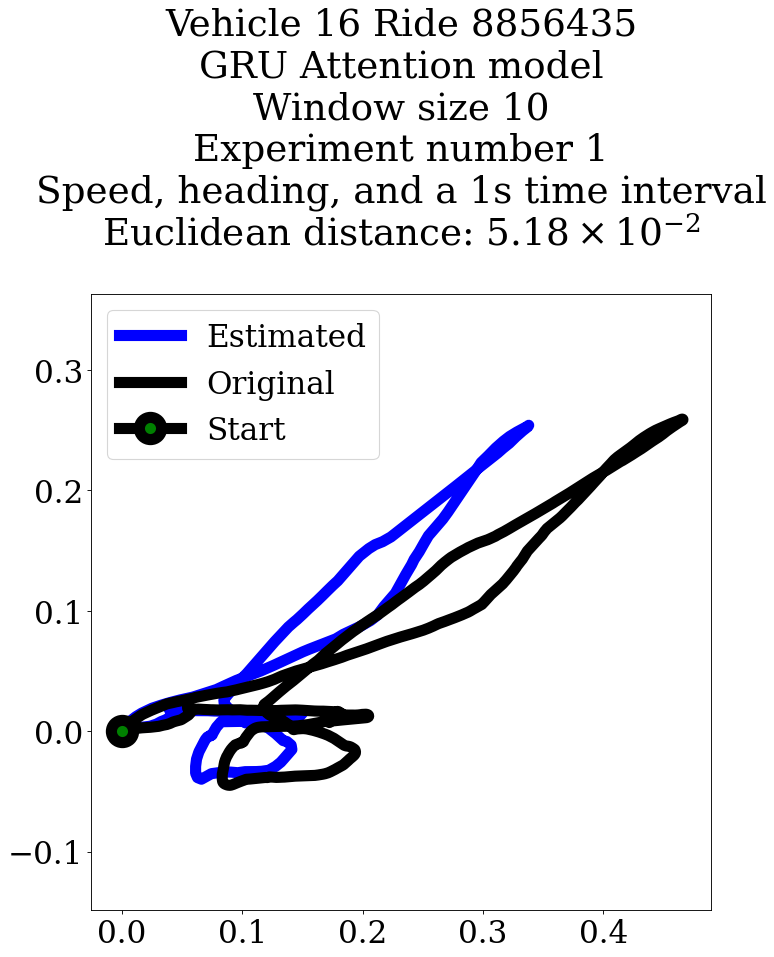 Vehicle 16 Ride 8856435
GRU Attention model
Window size 10
Experiment number 1
Speed, heading, and a 1s time interval
Euclidean distance: 5.18 × 10⁻²
Estimated
Original
Start
0.3
0.2
0.1
0.0
−0.1
0.0 0.1 0.2 0.3 0.4